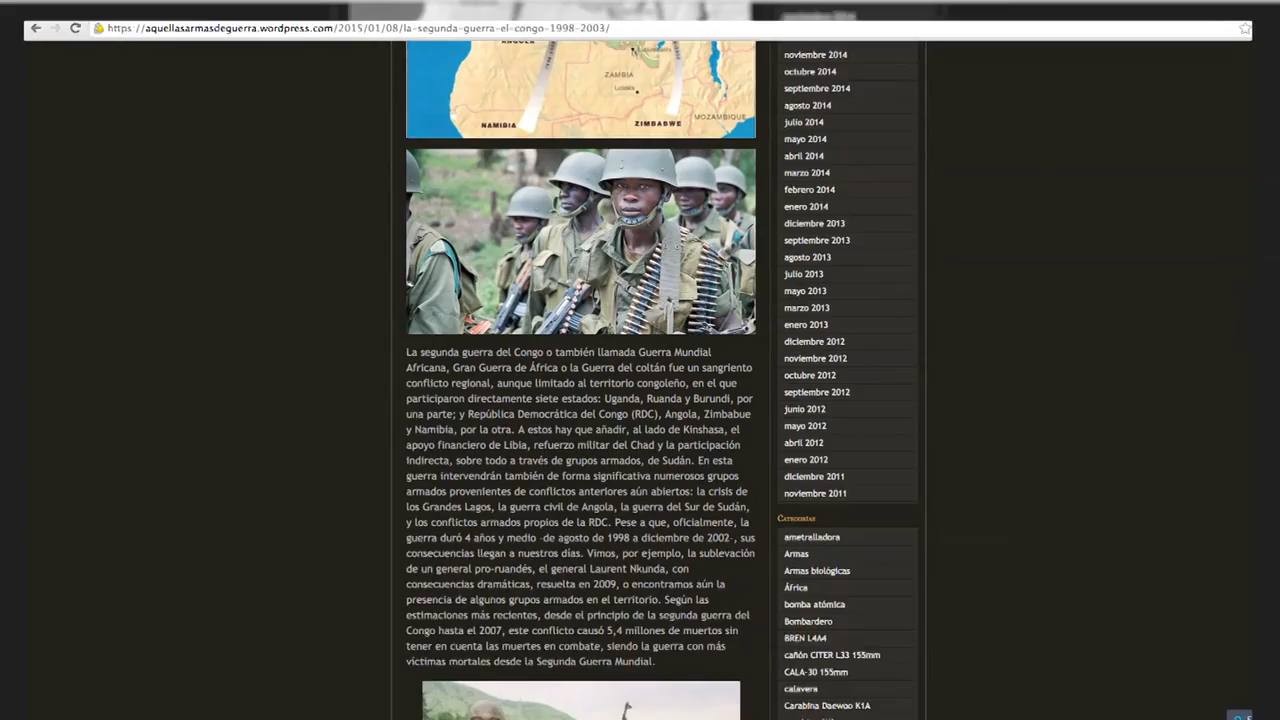 https://aquellasarmasdeguerra.wordpress.com/2015/01/08/la-segunda-guerra-el-congo-1998-2003/
ANGOLA
ZAMBIA
Lusaka
NAMIBIA
ZIMBABWE
MOZAMBIQUE
La segunda guerra del Congo o también llamada Guerra Mundial
Africana, Gran Guerra de África o la Guerra del coltán fue un sangriento
conflicto regional, aunque limitado al territorio congoleño, en el que
participaron directamente siete estados: Uganda, Ruanda y Burundi, por
una parte; y República Democrática del Congo (RDC), Angola, Zimbabue
y Namibia, por la otra. A estos hay que añadir, al lado de Kinshasa, el
apoyo financiero de Libia, refuerzo militar del Chad y la participación
indirecta, sobre todo a través de grupos armados, de Sudán. En esta
guerra intervendrán también de forma significativa numerosos grupos
armados provenientes de conflictos anteriores aún abiertos: la crisis de
los Grandes Lagos, la guerra civil de Angola, la guerra del Sur de Sudán,
y los conflictos armados propios de la RDC. Pese a que, oficialmente, la
guerra duró 4 años y medio -de agosto de 1998 a diciembre de 2002-, sus
consecuencias llegan a nuestros días. Vimos, por ejemplo, la sublevación
de un general pro-ruandés, el general Laurent Nkunda, con
consecuencias dramáticas, resuelta en 2009, o encontramos aún la
presencia de algunos grupos armados en el territorio. Según las
estimaciones más recientes, desde el principio de la segunda guerra del
Congo hasta el 2007, este conflicto causó 5,4 millones de muertos sin
tener en cuenta las muertes en combate, siendo la guerra con más
víctimas mortales desde la Segunda Guerra Mundial.
noviembre 2014
octubre 2014
septiembre 2014
agosto 2014
julio 2014
mayo 2014
abril 2014
marzo 2014
febrero 2014
enero 2014
diciembre 2013
septiembre 2013
agosto 2013
julio 2013
mayo 2013
marzo 2013
enero 2013
diciembre 2012
noviembre 2012
octubre 2012
septiembre 2012
junio 2012
mayo 2012
abril 2012
enero 2012
diciembre 2011
noviembre 2011
Categorías
ametralladora
Armas
Armas biológicas
África
bomba atómica
Bombardero
BREN L4A4
cañón CITER L33 155mm
CALA-30 155mm
calavera
Carabina Daewoo K1A